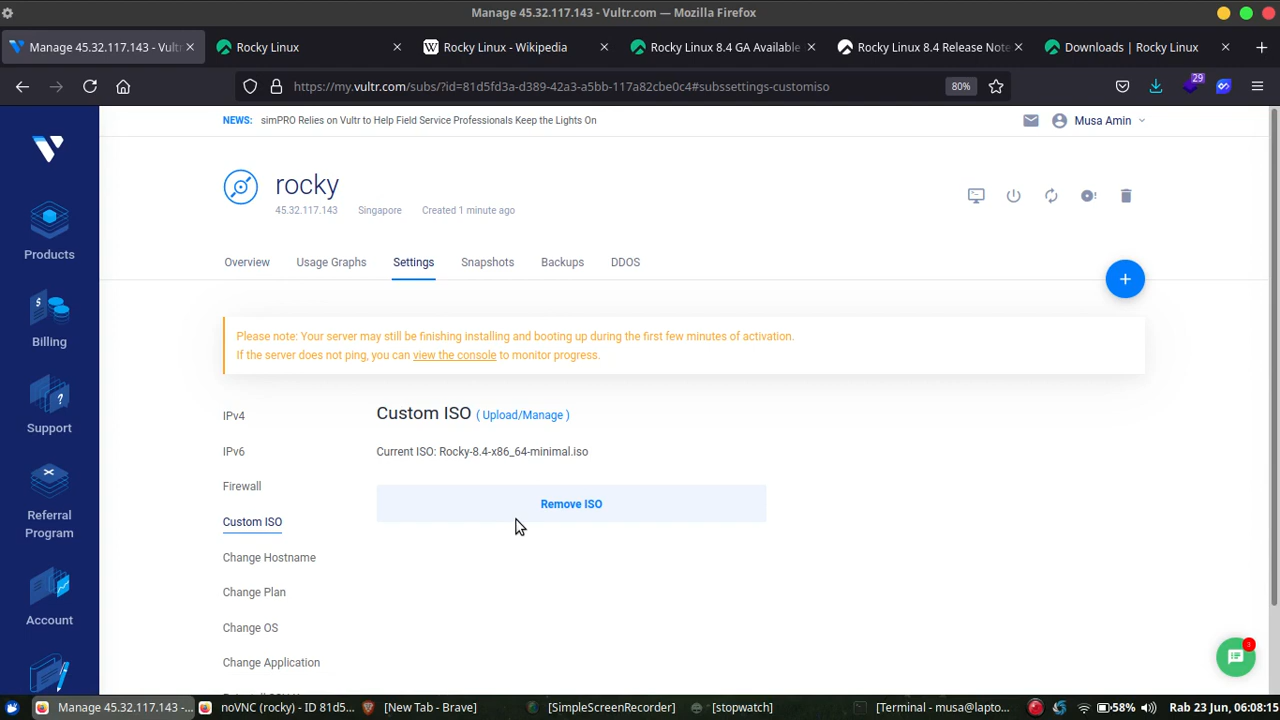 Manage 45.32.117.143 - Vultr.com — Mozilla Firefox
Manage 45.32.117.143 - Vultr
Rocky Linux
Rocky Linux - Wikipedia
Rocky Linux 8.4 GA Available
Rocky Linux 8.4 Release Note
Downloads | Rocky Linux
https://my.vultr.com/subs/?id=81d5fd3a-d389-42a3-a5bb-117a82cbe0c4#subssettings-customiso
80%
29
NEWS: simPRO Relies on Vultr to Help Field Service Professionals Keep the Lights On
Musa Amin
rocky
45.32.117.143 Singapore Created 1 minute ago
Overview Usage Graphs Settings Snapshots Backups DDOS
Please note: Your server may still be finishing installing and booting up during the first few minutes of activation.
If the server does not ping, you can view the console to monitor progress.
Products
Billing
Support
Referral
Program
Account
IPv4
IPv6
Firewall
Custom ISO
Change Hostname
Change Plan
Change OS
Change Application
Custom ISO ( Upload/Manage )
Current ISO: Rocky-8.4-x86_64-minimal.iso
Remove ISO
3
Manage 45.32.117.143 -...
noVNC (rocky) - ID 81d5...
[New Tab - Brave]
[SimpleScreenRecorder]
[stopwatch]
[Terminal - musa@lapto...
58%
Rab 23 Jun, 06:08:15